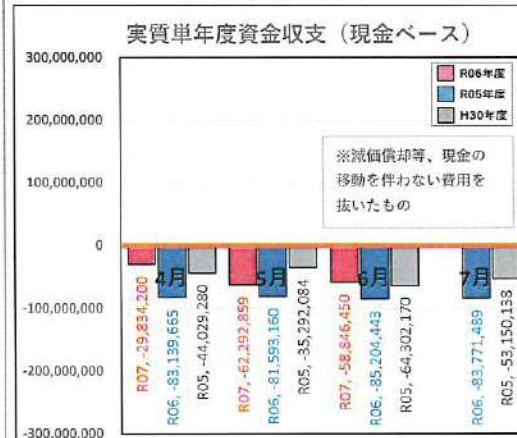 実質単年度資金収支（現金ベース）
300,000,000
200,000,000
100,000,000
0
-100,000,000
-200,000,000
-300,000,000
R06年度
R05年度
H30年度
※減価償却等、現金の
移動を伴わない費用を
抜いたもの
4月
5月
6月
7月
R07, -29,834,200
R06, -83,139,665
R05, -44,029,280
R07, -62,292,859
R06, -81,593,160
R05, -35,292,084
R07, -58,846,450
R06, -85,204,443
R05, -64,302,170
R06, -83,771,489
R05, -53,150,138